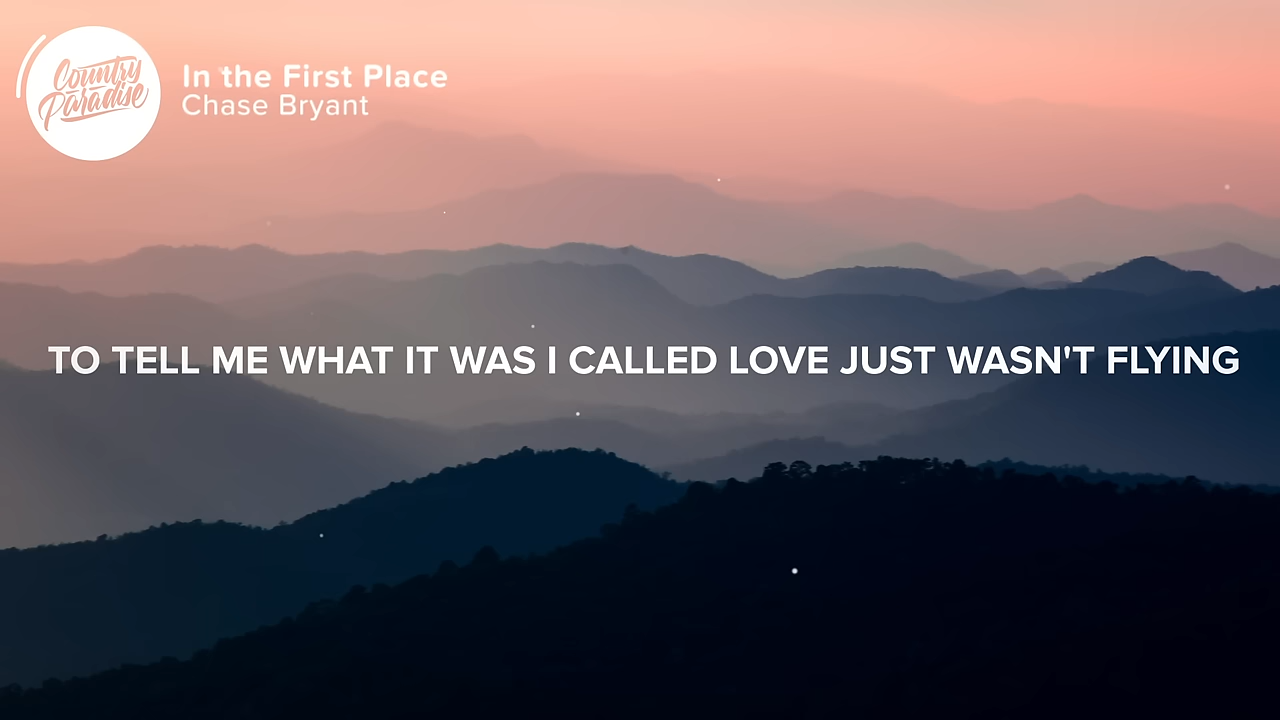 Country
Paradise
In the First Place
Chase Bryant
TO TELL ME WHAT IT WAS I CALLED LOVE JUST WASN'T FLYING